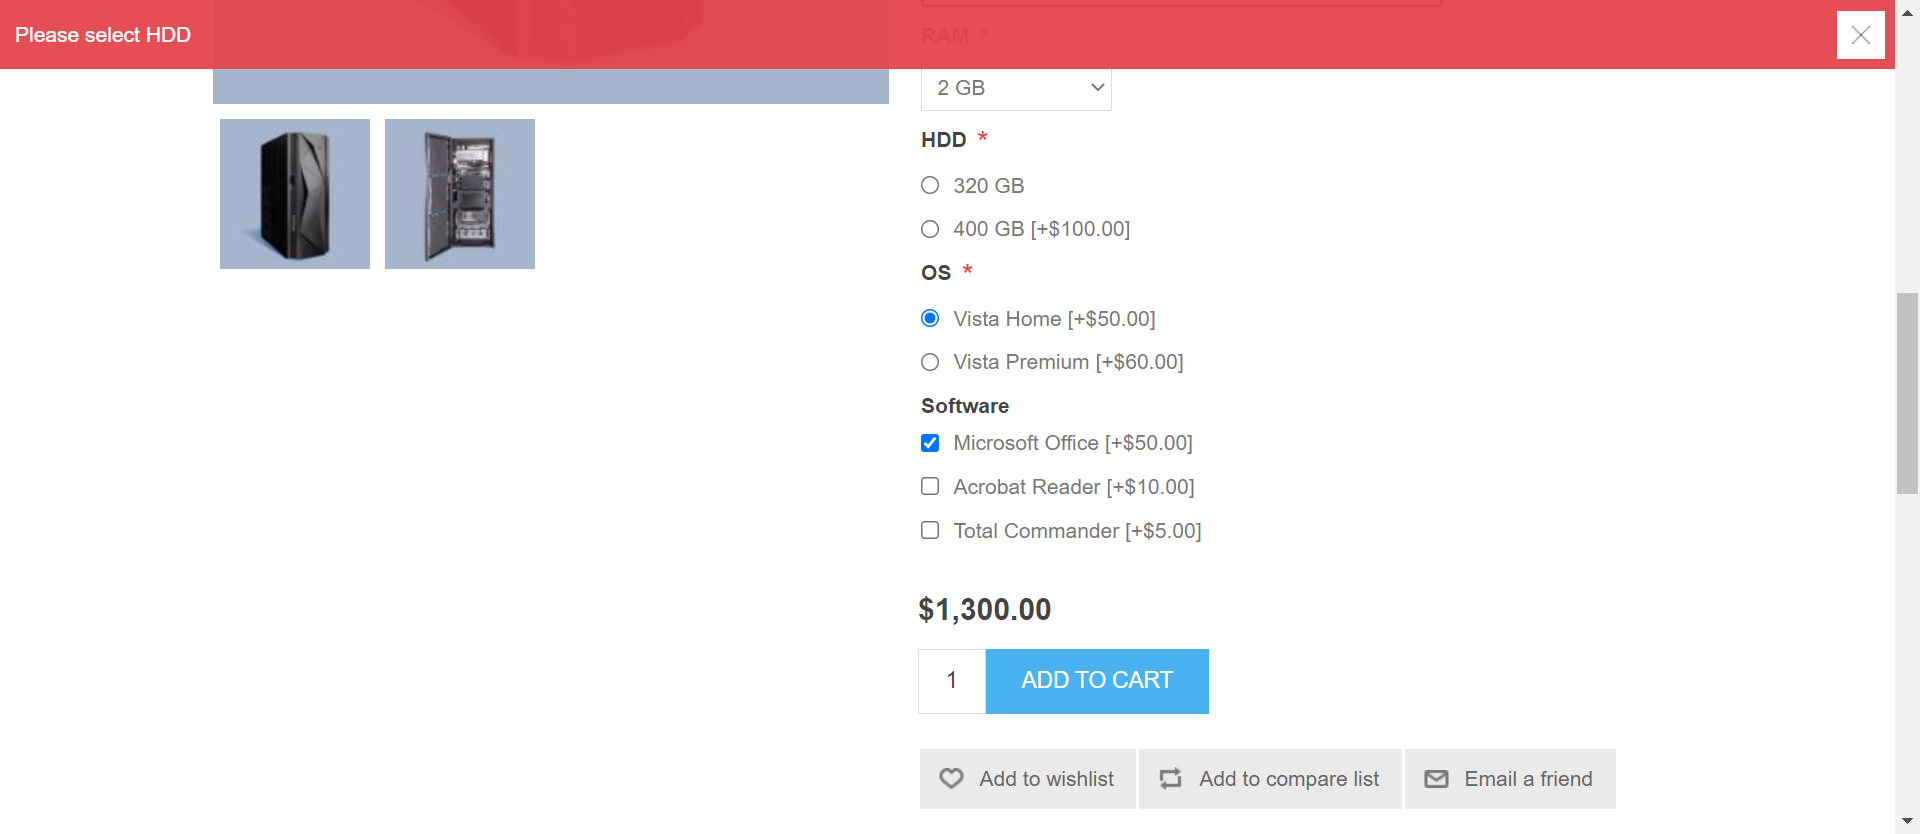 Please select HDD
RAM *
2 GB
HDD *
320 GB
400 GB [+$100.00]
OS *
Vista Home [+$50.00]
Vista Premium [+$60.00]
Software
Microsoft Office [+$50.00]
Acrobat Reader [+$10.00]
Total Commander [+$5.00]
$1,300.00
1 ADD TO CART
Add to wishlist Add to compare list Email a friend